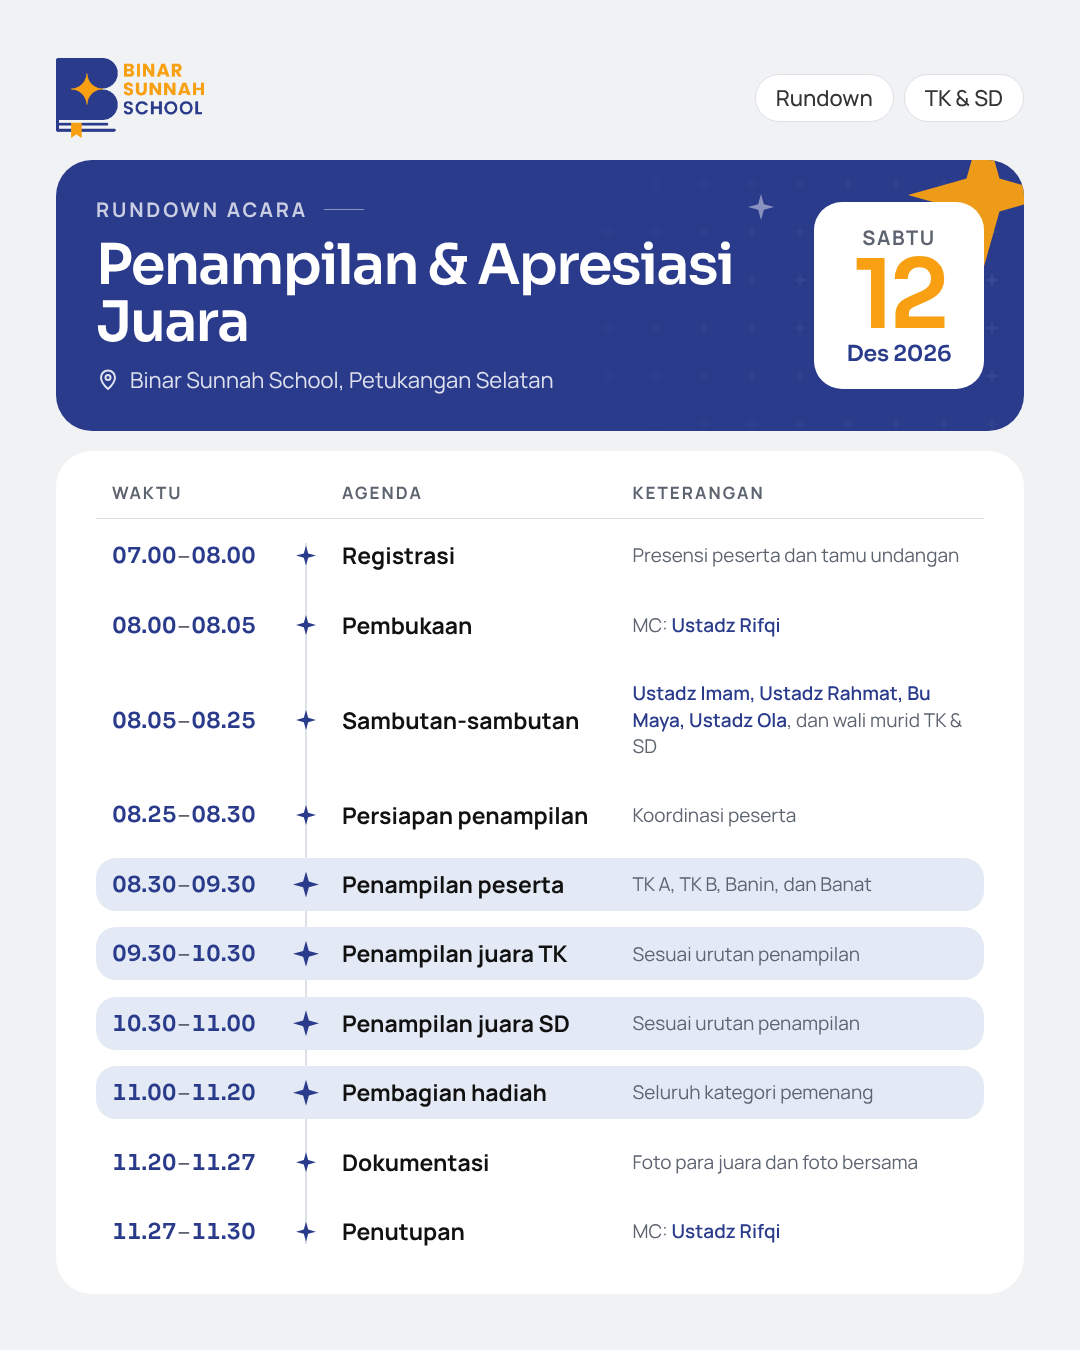 BINAR
SUNNAH
SCHOOL
Rundown
TK & SD
RUNDOWN ACARA
Penampilan & Apresiasi
Juara
Binar Sunnah School, Petukangan Selatan
SABTU
12
Des 2026
WAKTU AGENDA KETERANGAN
07.00–08.00 Registrasi Presensi peserta dan tamu undangan
08.00–08.05 Pembukaan MC: Ustadz Rifqi
08.05–08.25 Sambutan-sambutan Ustadz Imam, Ustadz Rahmat, Bu
Maya, Ustadz Ola, dan wali murid TK &
SD
08.25–08.30 Persiapan penampilan Koordinasi peserta
08.30–09.30 Penampilan peserta TK A, TK B, Banin, dan Banat
09.30–10.30 Penampilan juara TK Sesuai urutan penampilan
10.30–11.00 Penampilan juara SD Sesuai urutan penampilan
11.00–11.20 Pembagian hadiah Seluruh kategori pemenang
11.20–11.27 Dokumentasi Foto para juara dan foto bersama
11.27–11.30 Penutupan MC: Ustadz Rifqi